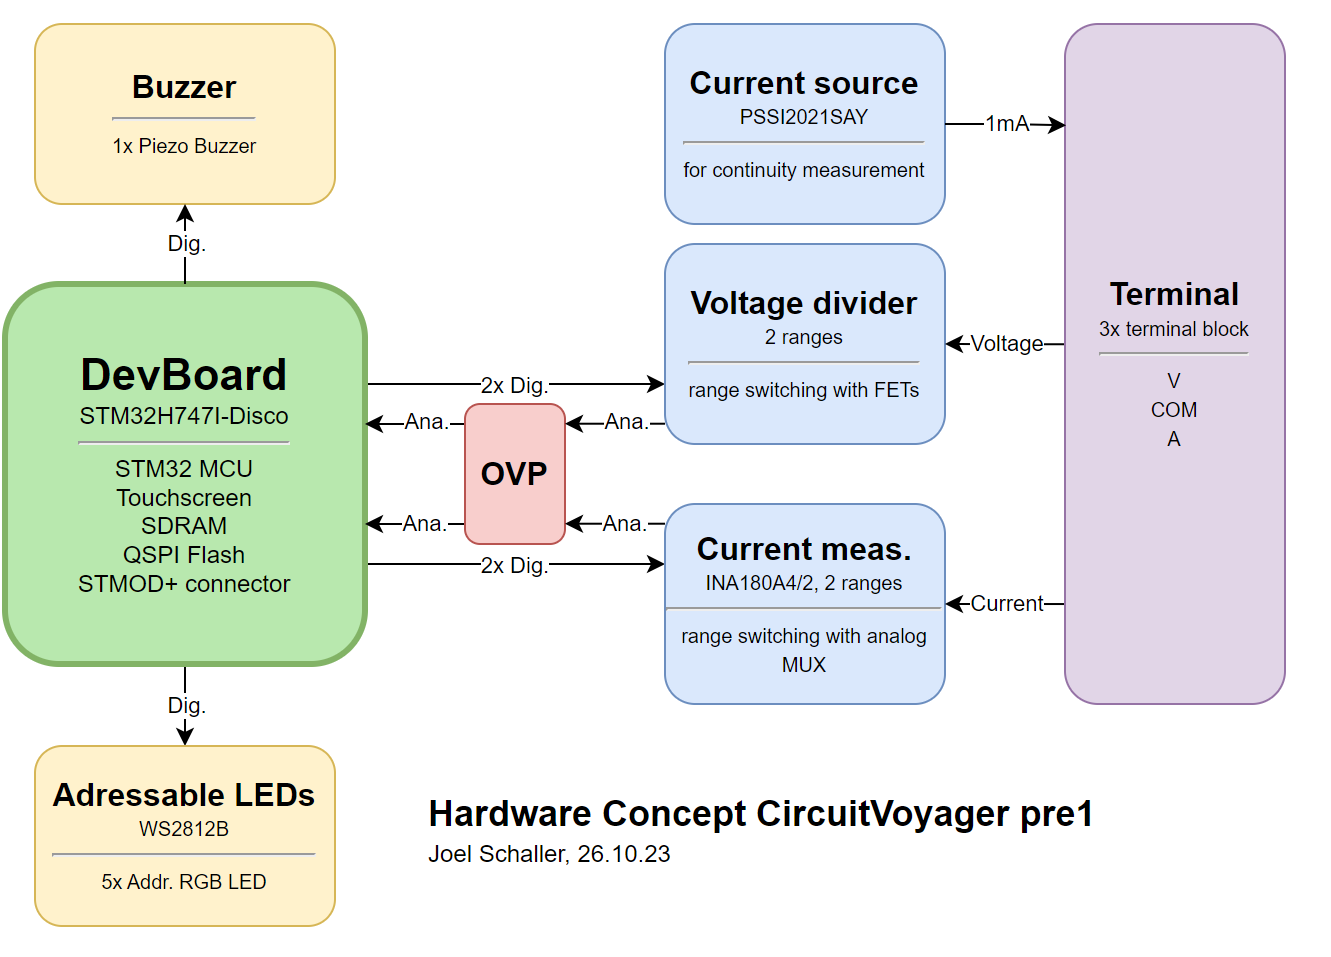 Buzzer
1x Piezo Buzzer
Dig.
DevBoard
STM32H747I-Disco
STM32 MCU
Touchscreen
SDRAM
QSPI Flash
STMOD+ connector
Dig.
Adressable LEDs
WS2812B
5x Addr. RGB LED
2x Dig.
Ana.
Ana.
OVP
Ana.
Ana.
2x Dig.
Current source
PSSI2021SAY
for continuity measurement
1mA
Voltage divider
2 ranges
range switching with FETs
Voltage
Current meas.
INA180A4/2, 2 ranges
range switching with analog
MUX
Current
Terminal
3x terminal block
V
COM
A
Hardware Concept CircuitVoyager pre1
Joel Schaller, 26.10.23